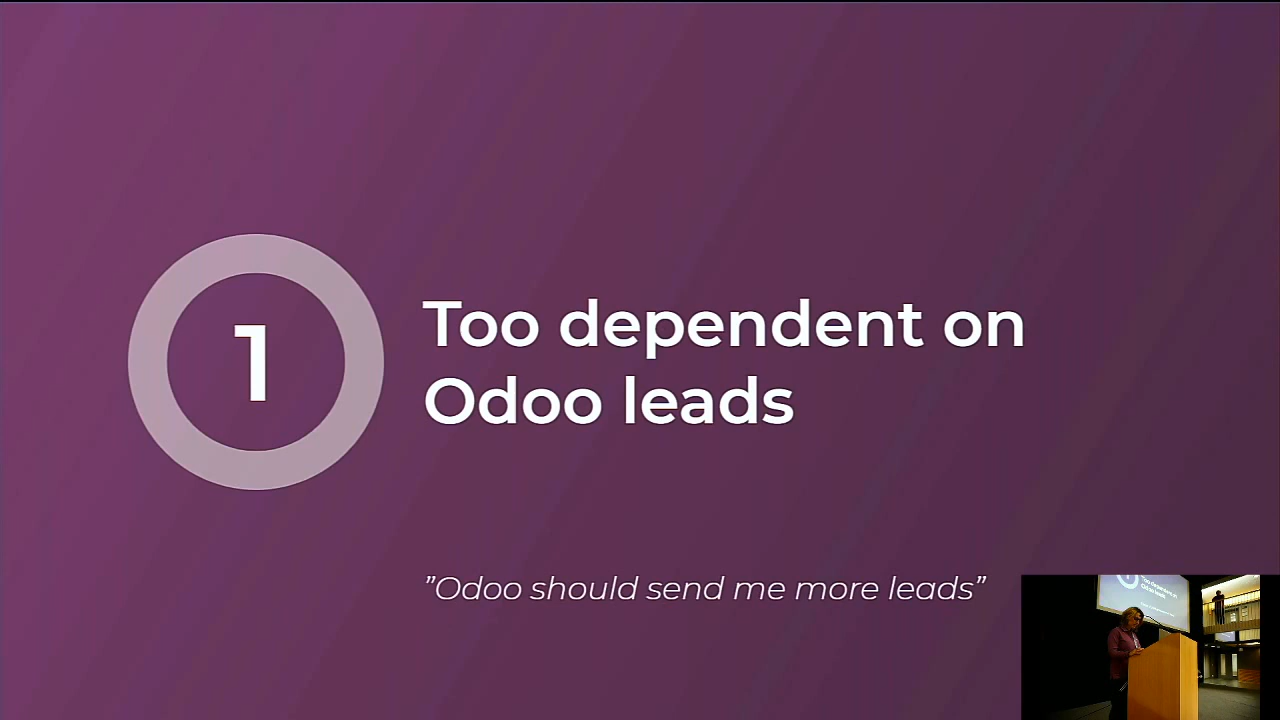 1
Too dependent on
Odoo leads
”Odoo should send me more leads”